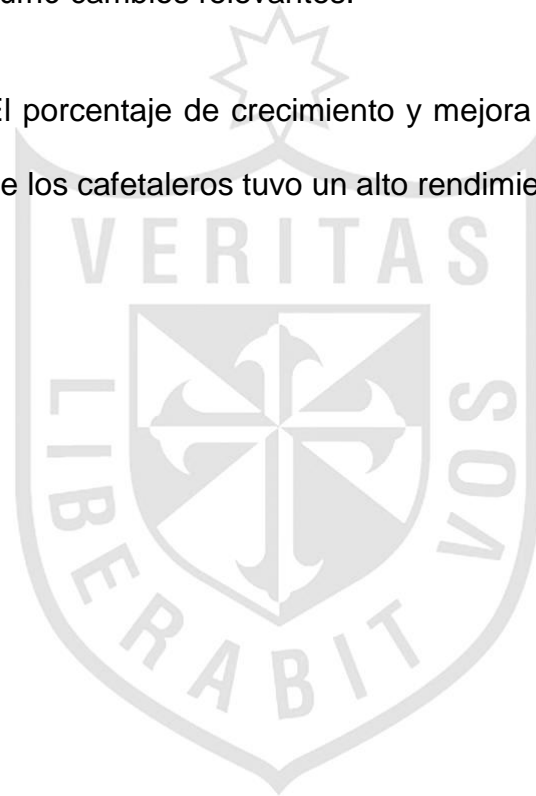 cambios relevantes.
El porcentaje de crecimiento y mejora
e los cafetaleros tuvo un alto
VERITAS
LIBERABIT
VOS